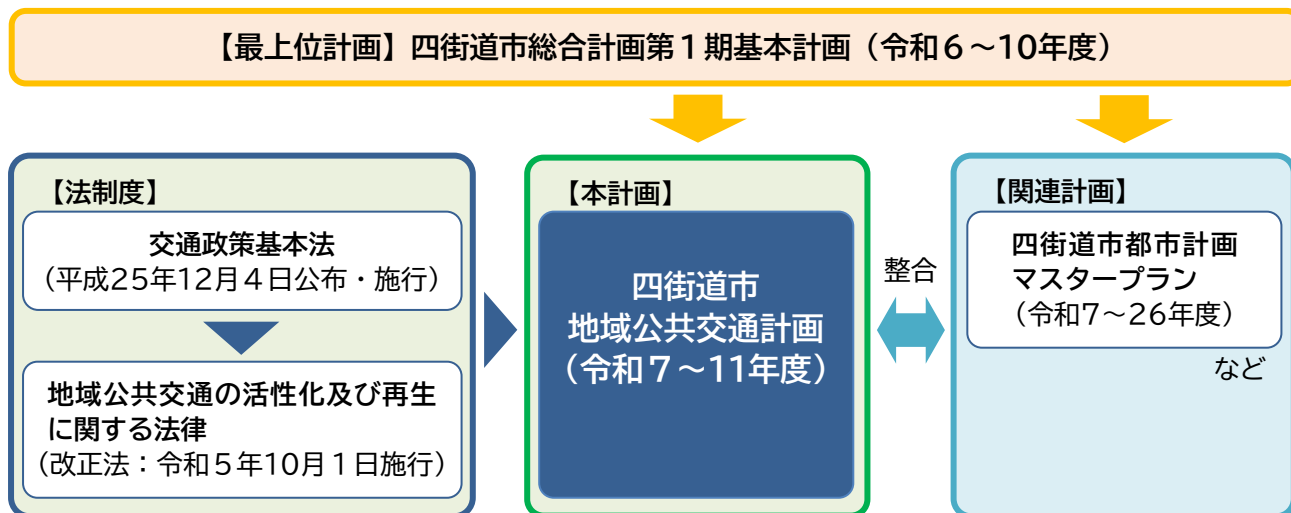 【最上位計画】四街道市総合計画第１期基本計画（令和６～10年度）
【法制度】
交通政策基本法
（平成25年12月４日公布・施行）
地域公共交通の活性化及び再生
に関する法律
（改正法：令和５年10月１日施行）
【本計画】
四街道市
地域公共交通計画
（令和７～11年度）
整合
【関連計画】
四街道市都市計画
マスタープラン
（令和7～26年度）
など